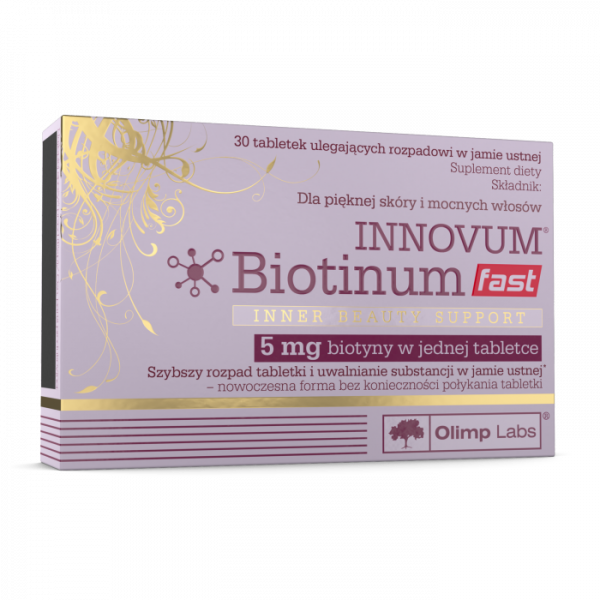 30 tabletek ulegających rozpadowi w jamie ustnej
Suplement diety
Składnik:
Dla pięknej skóry i mocnych włosów
INNOVUM®
Biotinum fast
INNER BEAUTY SUPPORT
5 mg biotyny w jednej tabletce
Szybszy rozpad tabletki i uwalnianie substancji w jamie ustnej*
– nowoczesna forma bez konieczności połykania tabletki
Olimp Labs®